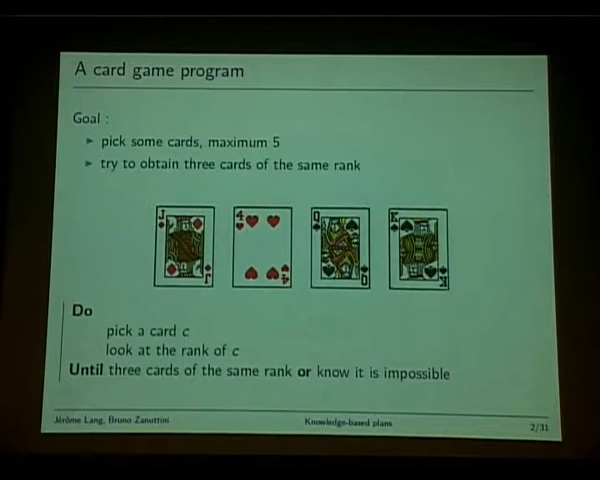 A card game program
Goal :
pick some cards, maximum 5
try to obtain three cards of the same rank
J 4 Q K
J 4 Q K
Do
pick a card c
look at the rank of c
Until three cards of the same rank or know it is impossible
Jérôme Lang, Bruno Zanuttini Knowledge-based plans 2/31